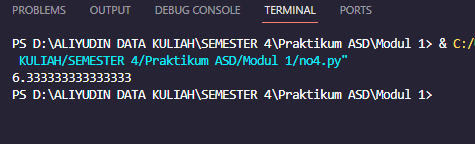 PROBLEMS OUTPUT DEBUG CONSOLE TERMINAL PORTS
PS D:\ALIYUDIN DATA KULIAH\SEMESTER 4\Praktikum ASD\Modul 1> & C:/
KULIAH/SEMESTER 4/Praktikum ASD/Modul 1/no4.py"
6.333333333333333
PS D:\ALIYUDIN DATA KULIAH\SEMESTER 4\Praktikum ASD\Modul 1>